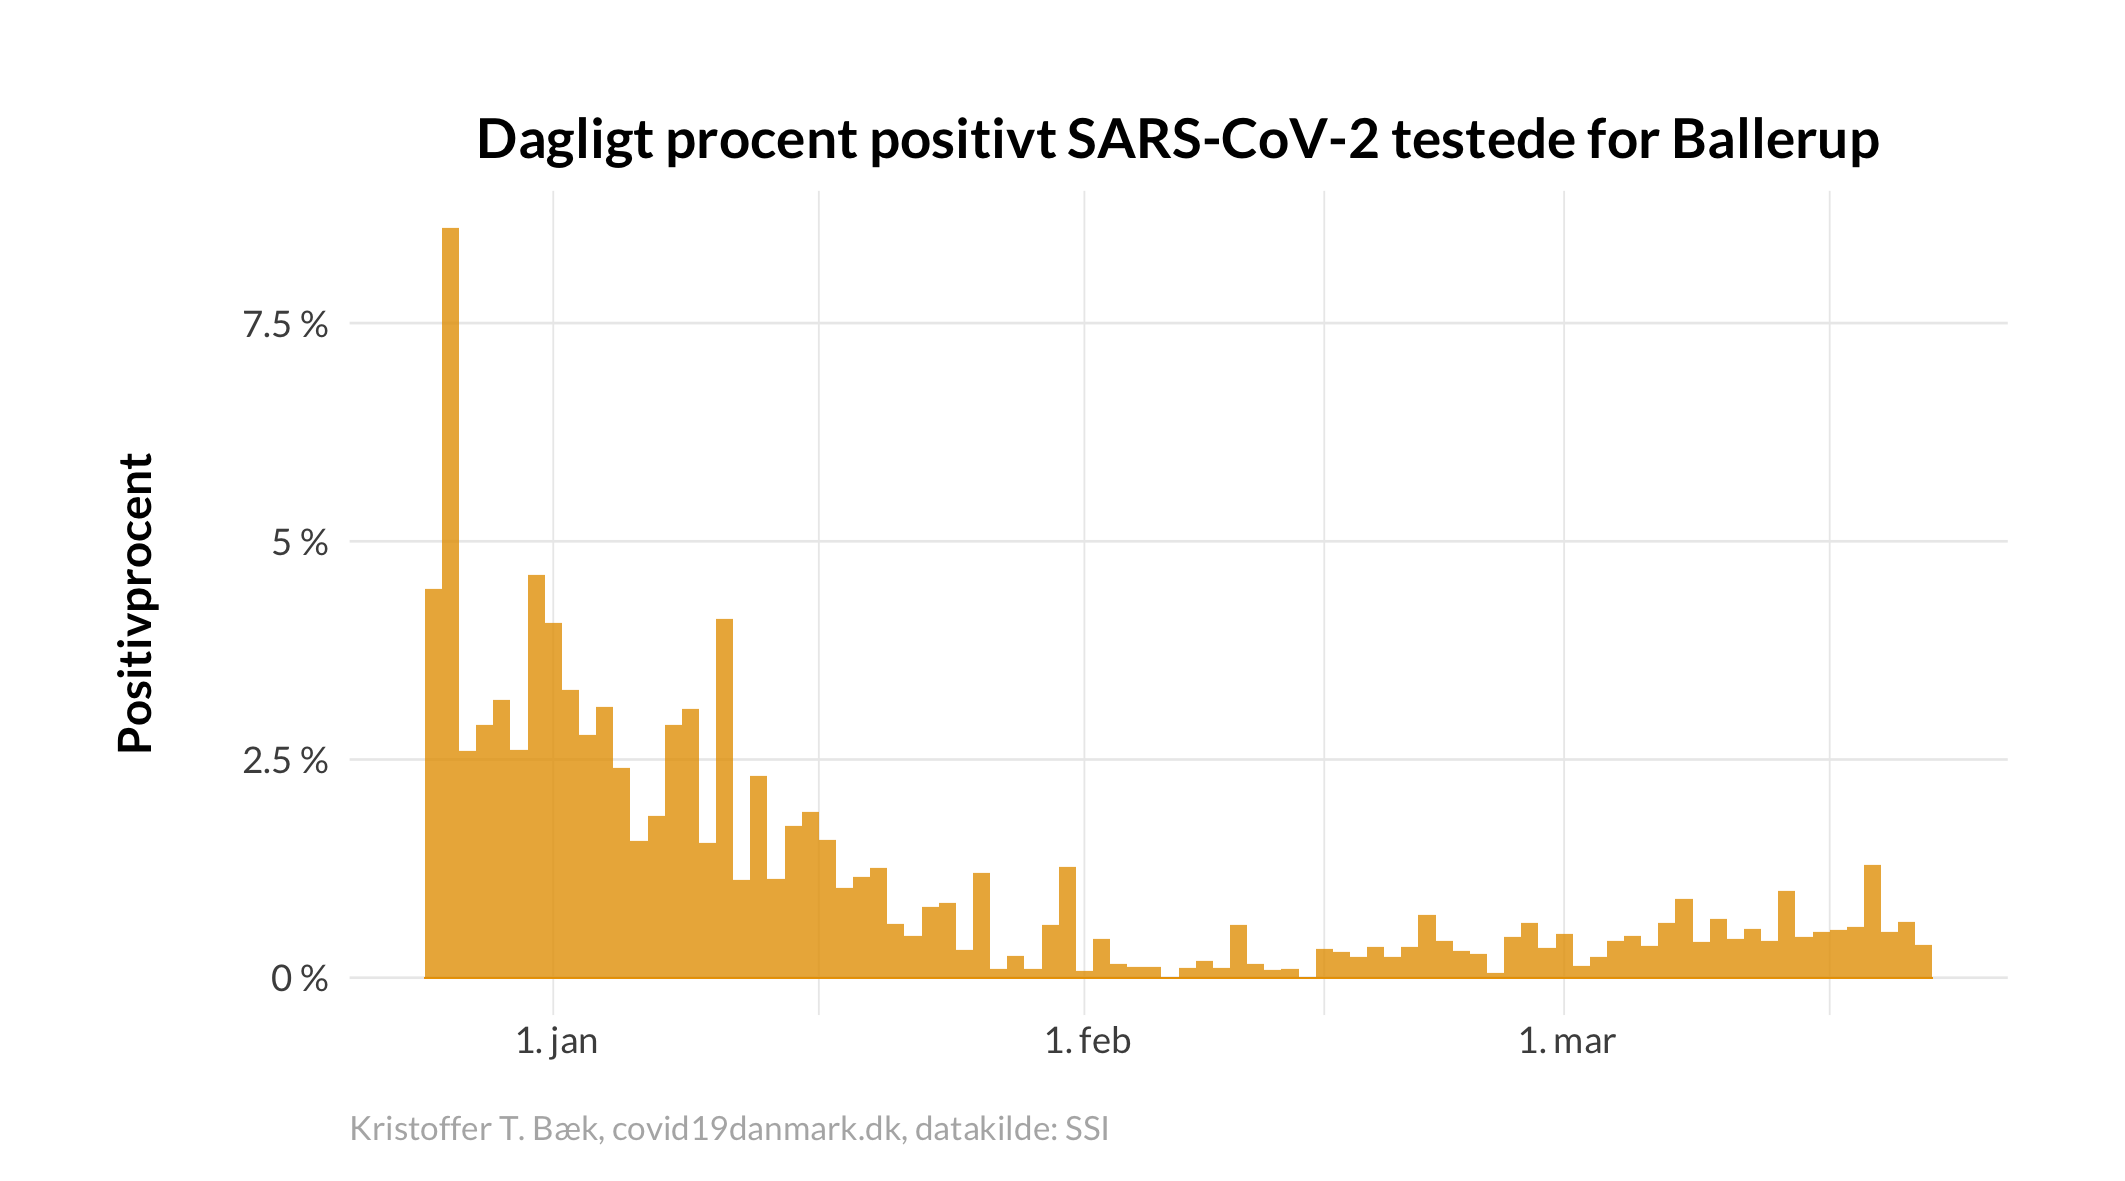 Dagligt procent positivt SARS-CoV-2 testede for Ballerup
Positivprocent
7.5 %
5 %
2.5 %
0 %
1. jan
1. feb
1. mar
Kristoffer T. Bæk, covid19danmark.dk, datakilde: SSI